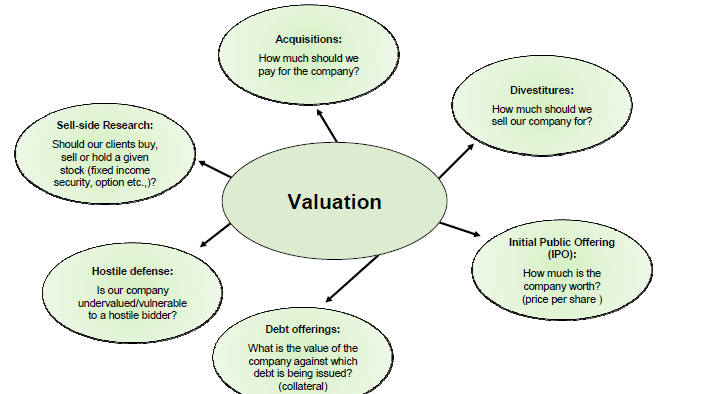 Acquisitions:
How much should we
pay for the company?
Divestitures:
How much should we
sell our company for?
Sell-side Research:
Should our clients buy,
sell or hold a given
stock (fixed income
security, option etc.,)?
Valuation
Initial Public Offering
(IPO):
How much is the
company worth?
(price per share )
Hostile defense:
Is our company
undervalued/vulnerable
to a hostile bidder?
Debt offerings:
What is the value of the
company against which
debt is being issued?
(collateral)